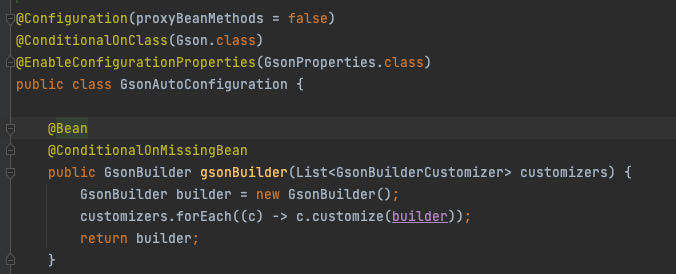 @Configuration(proxyBeanMethods = false)
@ConditionalOnClass(Gson.class)
@EnableConfigurationProperties(GsonProperties.class)
public class GsonAutoConfiguration {
@Bean
@ConditionalOnMissingBean
public GsonBuilder gsonBuilder(List<GsonBuilderCustomizer> customizers) {
GsonBuilder builder = new GsonBuilder();
customizers.forEach((c) -> c.customize(builder));
return builder;
}